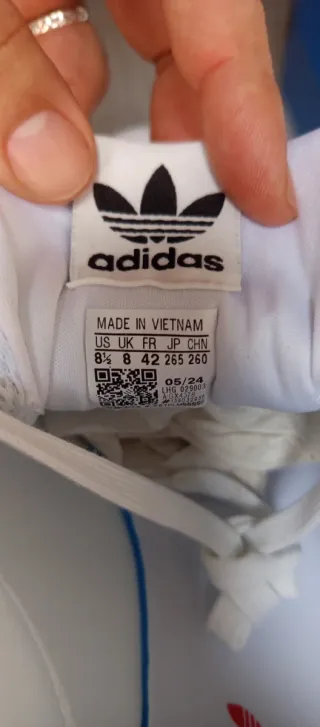 adidas
MADE IN VIETNAM
US UK FR JP CHN
8½ 8 42 265 260
05/24